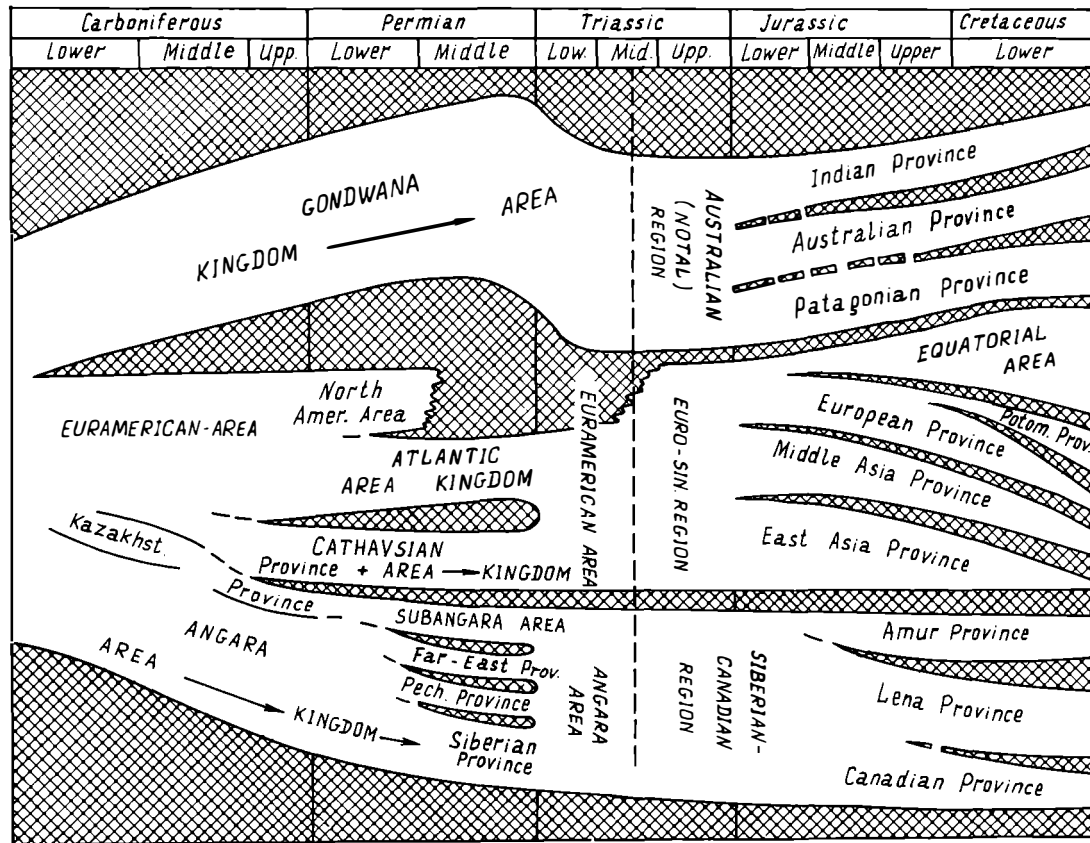 Carboniferous Permian Triassic Jurassic Cretaceous
Lower Middle Upp. Lower Middle Low. Mid. Upp. Lower Middle Upper Lower
GONDWANA
KINGDOM
AREA
AUSTRALIAN
(NOTAL)
REGION
Indian Province
Australian Province
Patagonian Province
EQUATORIAL
AREA
EURAMERICAN-AREA
North
Amer. Area
ATLANTIC
AREA KINGDOM
EURAMERICAN AREA
EURO-SIN. REGION
European Province
Potom. Prov.
Middle Asia Province
East Asia Province
Kazakhst.
Province
CATHAVSIAN
Province + AREA KINGDOM
SUBANGARA AREA
Far-East Prov.
Pech. Province
Siberian
Province
ANGARA
AREA
KINGDOM
ANGARA
AREA
SIBERIAN-
CANADIAN
REGION
Amur Province
Lena Province
Canadian Province